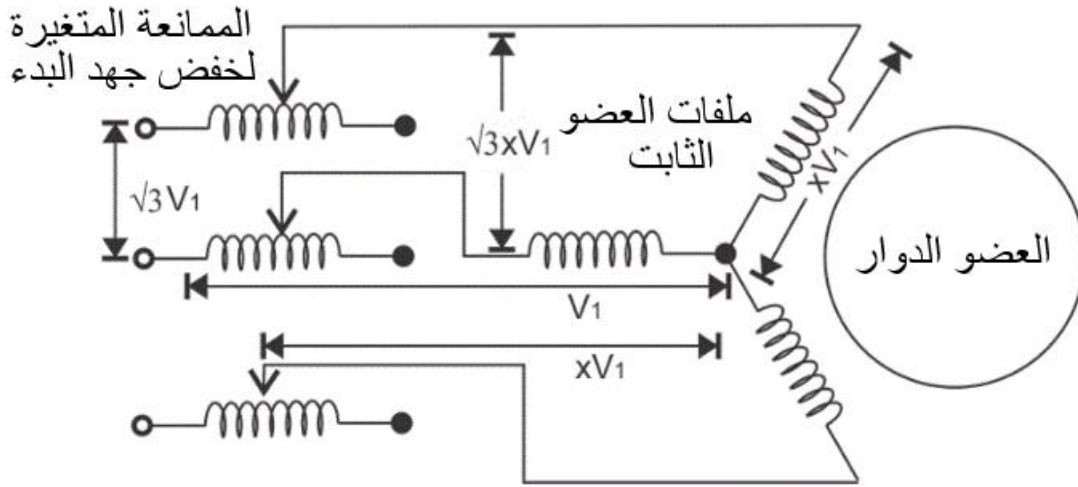 الممانعة المتغيرة
لخفض جهد البدء
√3V1
√3xV1
ملفات العضو
الثابت
xV1
العضو الدوار
V1
xV1